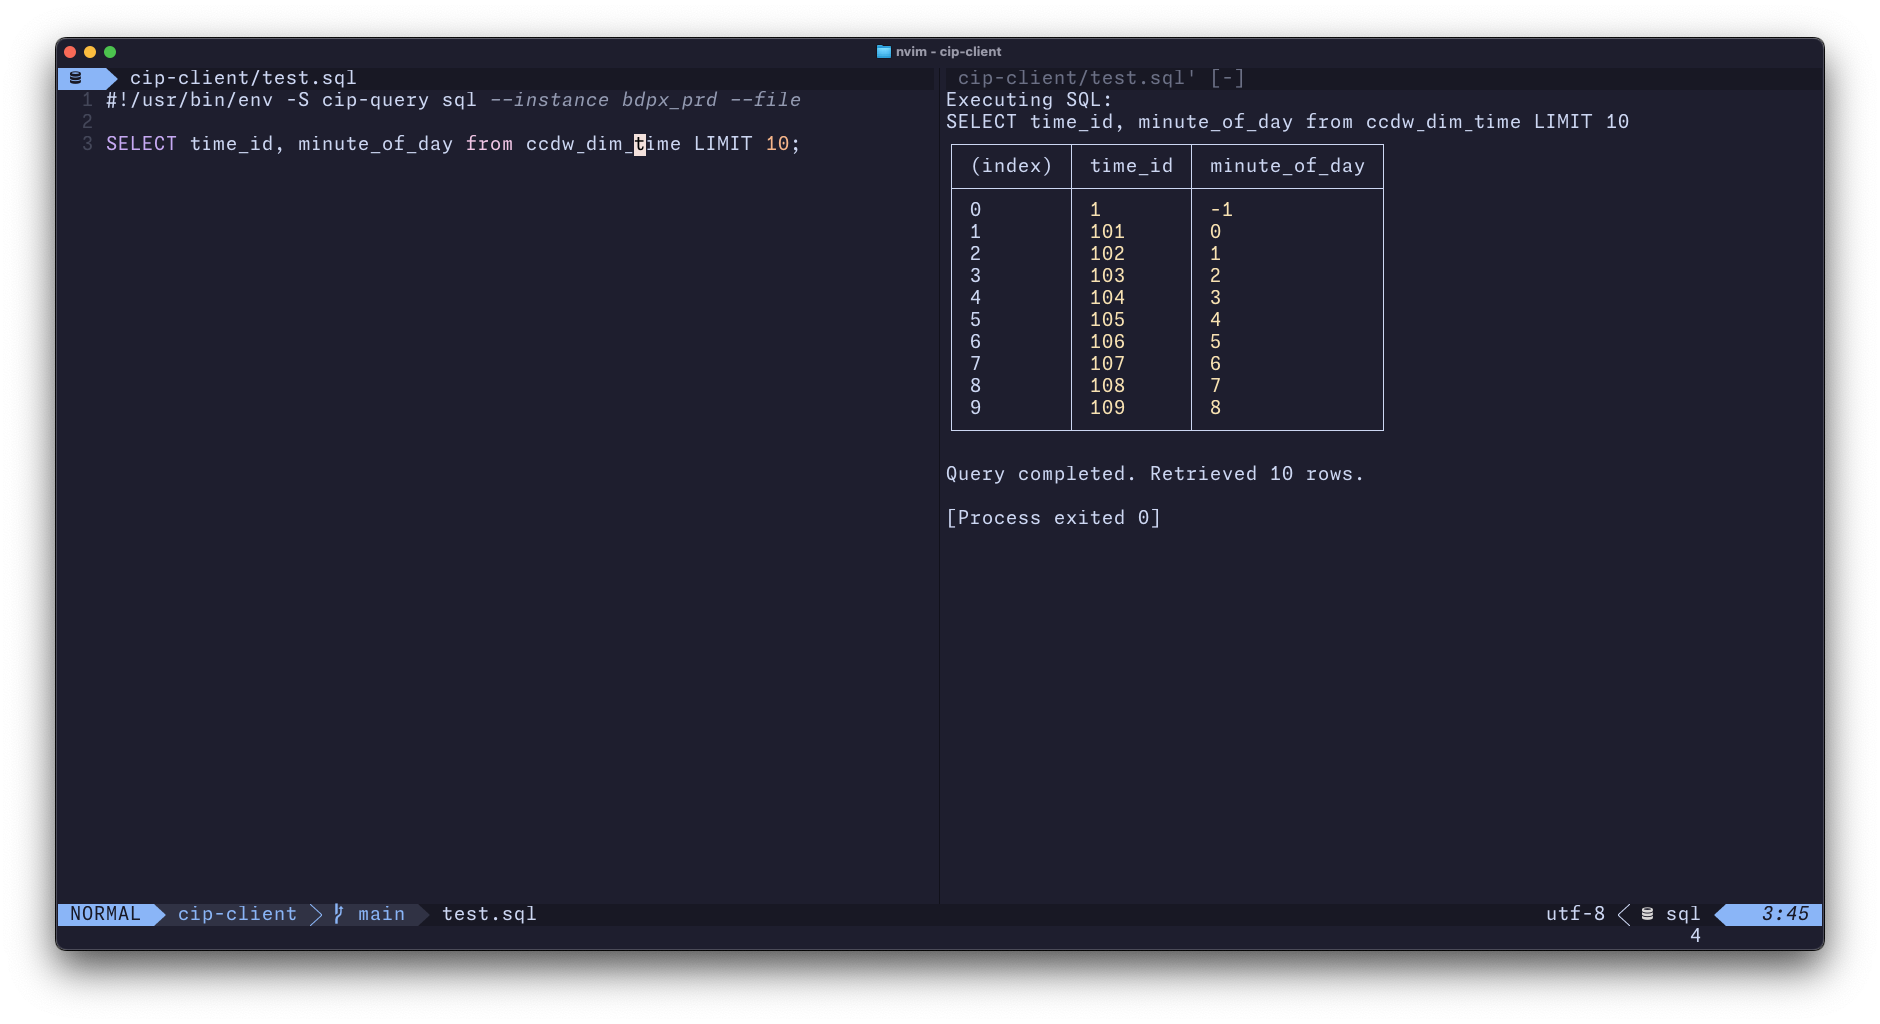 nvim - cip-client
cip-client/test.sql
1 #!/usr/bin/env -S cip-query sql --instance bdpx_prd --file
2
3 SELECT time_id, minute_of_day from ccdw_dim_time LIMIT 10;
cip-client/test.sql' [-]
Executing SQL:
SELECT time_id, minute_of_day from ccdw_dim_time LIMIT 10
(index) time_id minute_of_day
0 1 -1
1 101 0
2 102 1
3 103 2
4 104 3
5 105 4
6 106 5
7 107 6
8 108 7
9 109 8
Query completed. Retrieved 10 rows.
[Process exited 0]
NORMAL cip-client main test.sql utf-8 sql 3:45
4